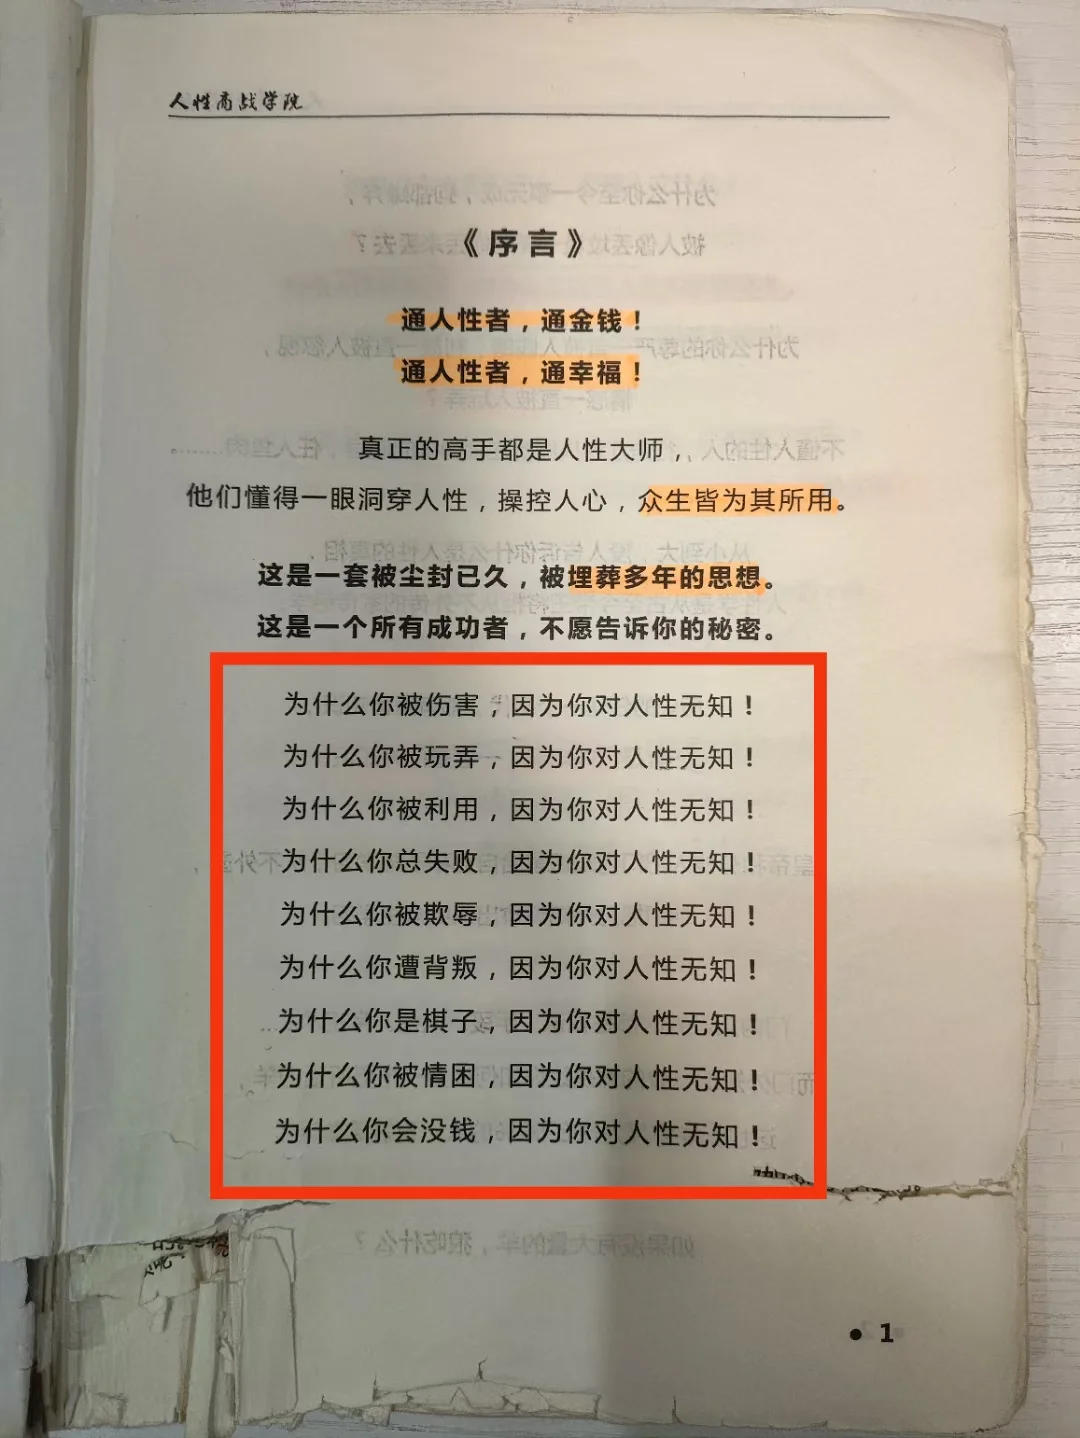 人性商战学院
《序言》
通人性者，通金钱！
通人性者，通幸福！
真正的高手都是人性大师，
他们懂得一眼洞穿人性，操控人心，众生皆为其所用。
这是一套被尘封已久，被埋葬多年的思想。
这是一个所有成功者，不愿告诉你的秘密。
为什么你被伤害，因为你对人性无知！
为什么你被玩弄，因为你对人性无知！
为什么你被利用，因为你对人性无知！
为什么你总失败，因为你对人性无知！
为什么你被欺辱，因为你对人性无知！
为什么你遭背叛，因为你对人性无知！
为什么你是棋子，因为你对人性无知！
为什么你被情困，因为你对人性无知！
为什么你会没钱，因为你对人性无知！
• 1